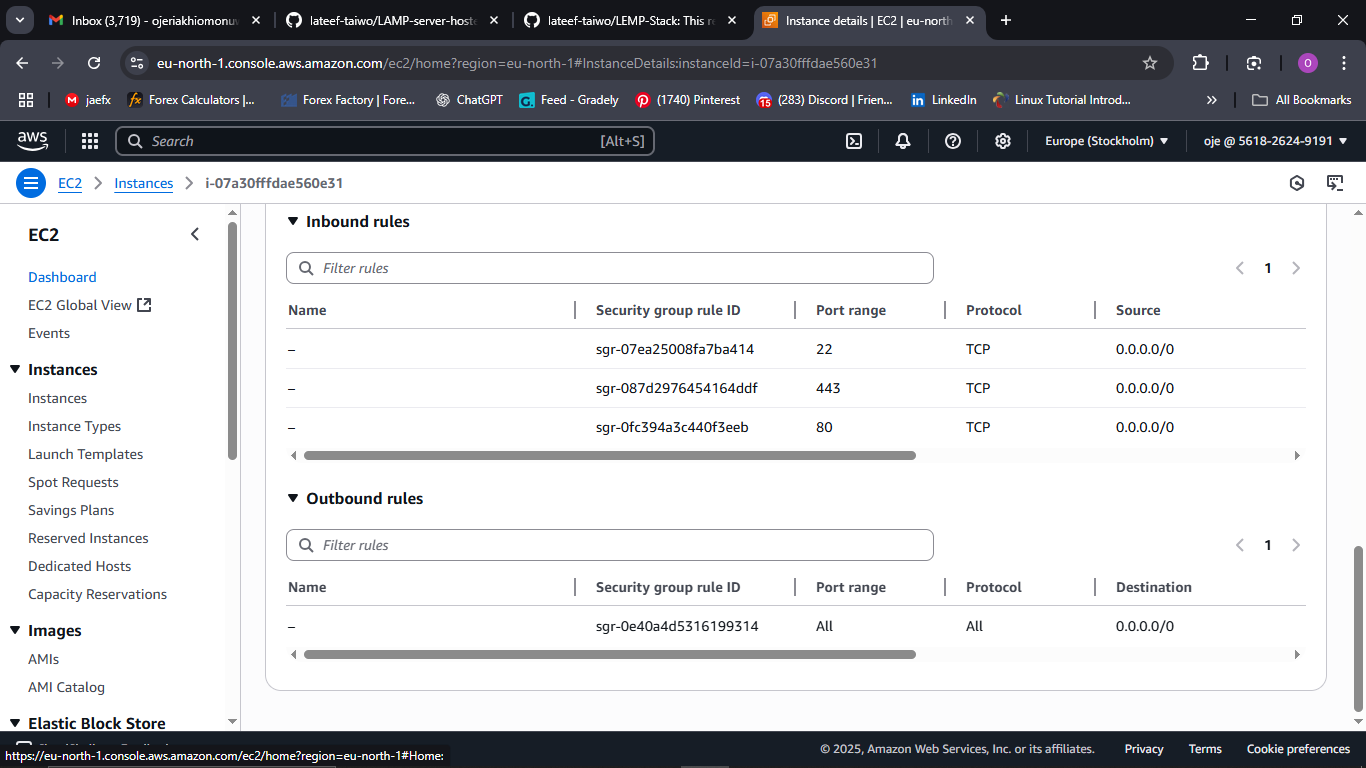 Inbox (3,719) - ojeriakhiomonuv
lateef-taiwo/LAMP-server-hoste
lateef-taiwo/LEMP-Stack: This re
Instance details | EC2 | eu-north
eu-north-1.console.aws.amazon.com/ec2/home?region=eu-north-1#InstanceDetails:instanceId=i-07a30fffdae560e31
O
jaefx
Forex Calculators |...
Forex Factory | Fore...
ChatGPT
Feed - Gradely
(1740) Pinterest
15
(283) Discord | Frien...
LinkedIn
Linux Tutorial Introd...
»
All Bookmarks
aws
Search
[Alt+S]
Europe (Stockholm)
oje @ 5618-2624-9191
EC2
Instances
i-07a30fffdae560e31
EC2
Dashboard
EC2 Global View
Events
Instances
Instances
Instance Types
Launch Templates
Spot Requests
Savings Plans
Reserved Instances
Dedicated Hosts
Capacity Reservations
Images
AMIs
AMI Catalog
Elastic Block Store
Inbound rules
Filter rules
1
Name Security group rule ID Port range Protocol Source
– sgr-07ea25008fa7ba414 22 TCP 0.0.0.0/0
– sgr-087d2976454164ddf 443 TCP 0.0.0.0/0
– sgr-0fc394a3c440f3eeb 80 TCP 0.0.0.0/0
Outbound rules
Filter rules
1
Name Security group rule ID Port range Protocol Destination
– sgr-0e40a4d5316199314 All All 0.0.0.0/0
https://eu-north-1.console.aws.amazon.com/ec2/home?region=eu-north-1#Home:
© 2025, Amazon Web Services, Inc. or its affiliates.
Privacy
Terms
Cookie preferences